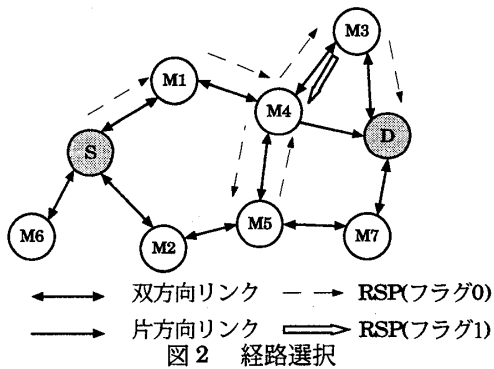 M3
M1
M4
S
D
M6
M2
M5
M7
双方向リンク RSP(フラグ0)
片方向リンク RSP(フラグ1)
図2 経路選択